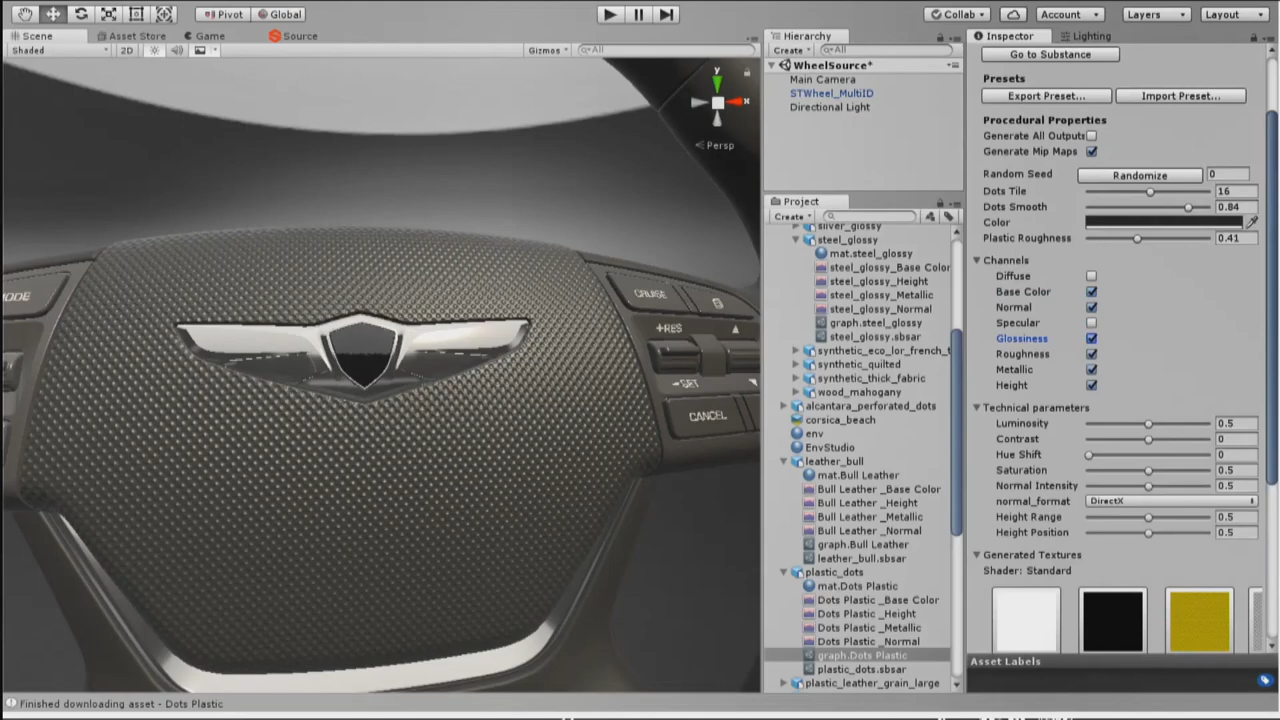 Pivot Global
Collab Account Layers Layout
Scene Asset Store Game Source
Shaded 2D Gizmos All
y
x
Persp
MODE
CRUISE
+RES
-SET
CANCEL
Hierarchy
Create All
WheelSource*
Main Camera
STWheel_MultiID
Directional Light
Project
Create
silver_glossy
steel_glossy
mat.steel_glossy
steel_glossy_Base Color
steel_glossy_Height
steel_glossy_Metallic
steel_glossy_Normal
graph.steel_glossy
steel_glossy.sbsar
synthetic_eco_lor_french_t
synthetic_quilted
synthetic_thick_fabric
wood_mahogany
alcantara_perforated_dots
corsica_beach
env
EnvStudio
leather_bull
mat.Bull Leather
Bull Leather _Base Color
Bull Leather _Height
Bull Leather _Metallic
Bull Leather _Normal
graph.Bull Leather
leather_bull.sbsar
plastic_dots
mat.Dots Plastic
Dots Plastic _Base Color
Dots Plastic _Height
Dots Plastic _Metallic
Dots Plastic _Normal
graph.Dots Plastic
plastic_dots.sbsar
plastic_leather_grain_large
Inspector Lighting
Go to Substance
Presets
Export Preset... Import Preset...
Procedural Properties
Generate All Outputs
Generate Mip Maps
Random Seed Randomize 0
Dots Tile 16
Dots Smooth 0.84
Color
Plastic Roughness 0.41
Channels
Diffuse
Base Color
Normal
Specular
Glossiness
Roughness
Metallic
Height
Technical parameters
Luminosity 0.5
Contrast 0
Hue Shift 0
Saturation 0.5
Normal Intensity 0.5
normal_format DirectX
Height Range 0.5
Height Position 0.5
Generated Textures
Shader: Standard
Asset Labels
Finished downloading asset - Dots Plastic